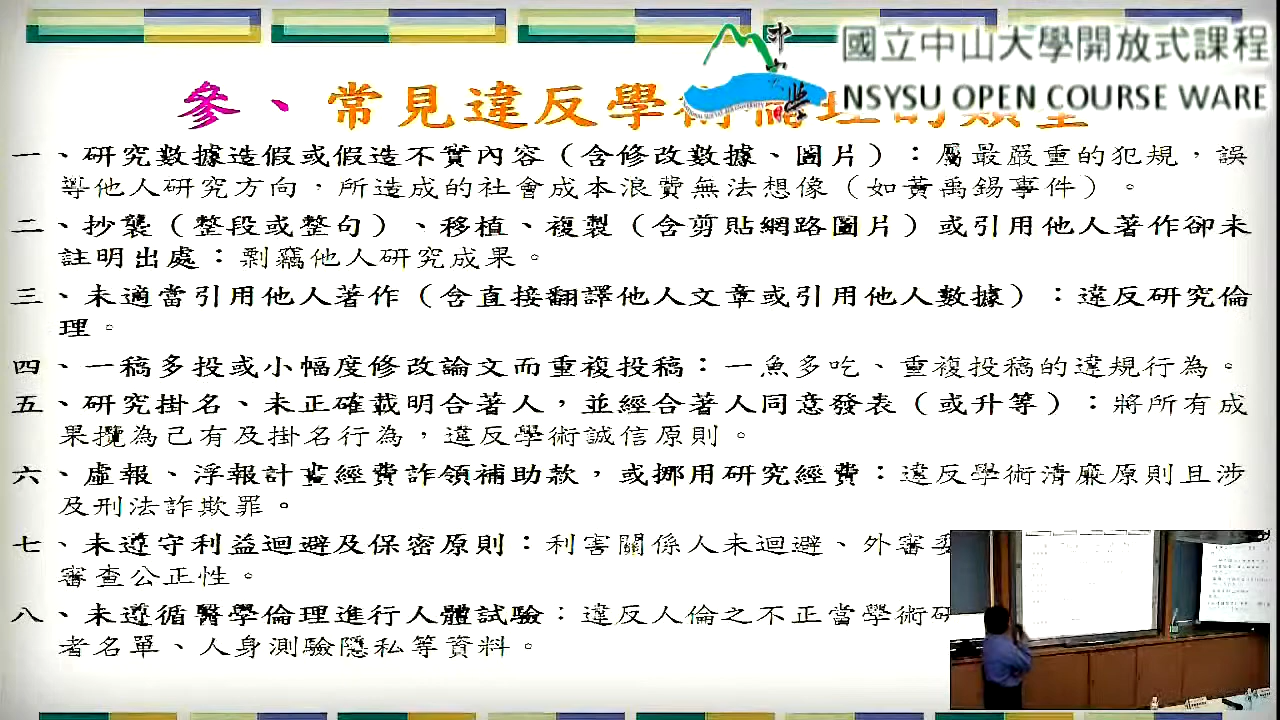 國立中山大學開放式課程
NSYSU OPEN COURSE WARE
參、常見違反學術倫理的類型
一、研究數據造假或假造不實內容（含修改數據、圖片）：屬最嚴重的犯規，誤
導他人研究方向，所造成的社會成本浪費無法想像（如黃禹錫事件）。
二、抄襲（整段或整句）、移植、複製（含剪貼網路圖片）或引用他人著作卻未
註明出處：剽竊他人研究成果。
三、未適當引用他人著作（含直接翻譯他人文章或引用他人數據）：違反研究倫
理。
四、一稿多投或小幅度修改論文而重複投稿：一魚多吃、重複投稿的違規行為。
五、研究掛名、未正確載明合著人，並經合著人同意發表（或升等）：將所有成
果攬為己有及掛名行為，違反學術誠信原則。
六、虛報、浮報計畫經費詐領補助款，或挪用研究經費：違反學術清廉原則且涉
及刑法詐欺罪。
七、未遵守利益迴避及保密原則：利害關係人未迴避、外審委
審查公正性。
八、未遵循醫學倫理進行人體試驗：違反人倫之不正當學術研
者名單、人身測驗隱私等資料。